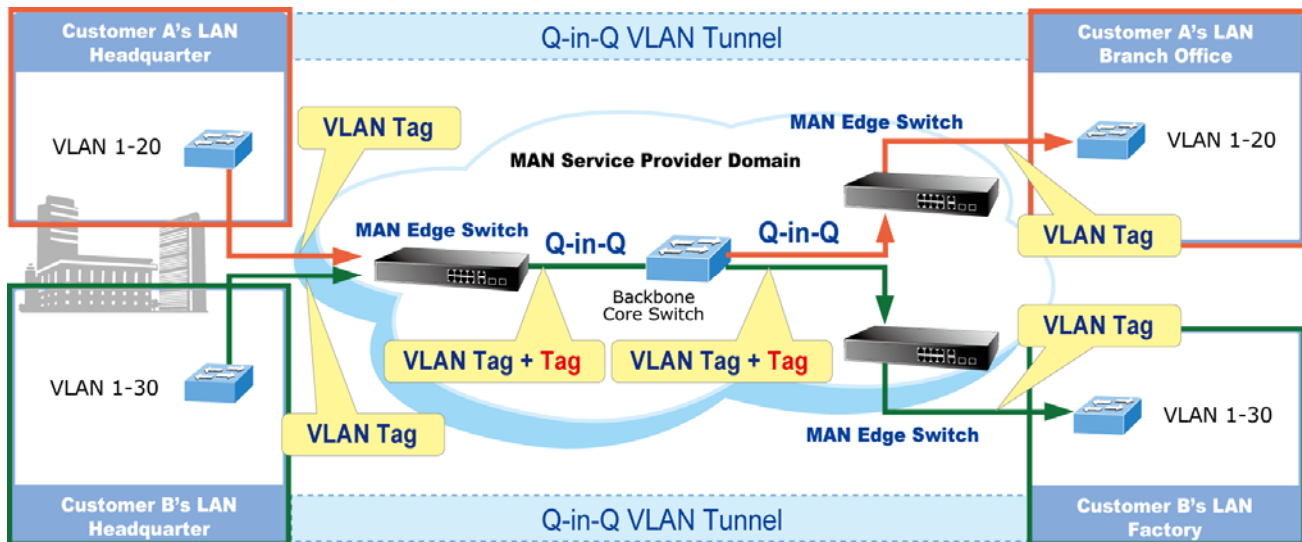 Customer A's LAN
Headquarter
Q-in-Q VLAN Tunnel
Customer A's LAN
Branch Office
VLAN 1-20
VLAN Tag
MAN Edge Switch
VLAN 1-20
MAN Service Provider Domain
MAN Edge Switch
Q-in-Q
Q-in-Q
VLAN Tag
Backbone
Core Switch
VLAN Tag
VLAN Tag + Tag
VLAN Tag + Tag
VLAN 1-30
VLAN 1-30
VLAN Tag
MAN Edge Switch
Customer B's LAN
Headquarter
Q-in-Q VLAN Tunnel
Customer B's LAN
Factory